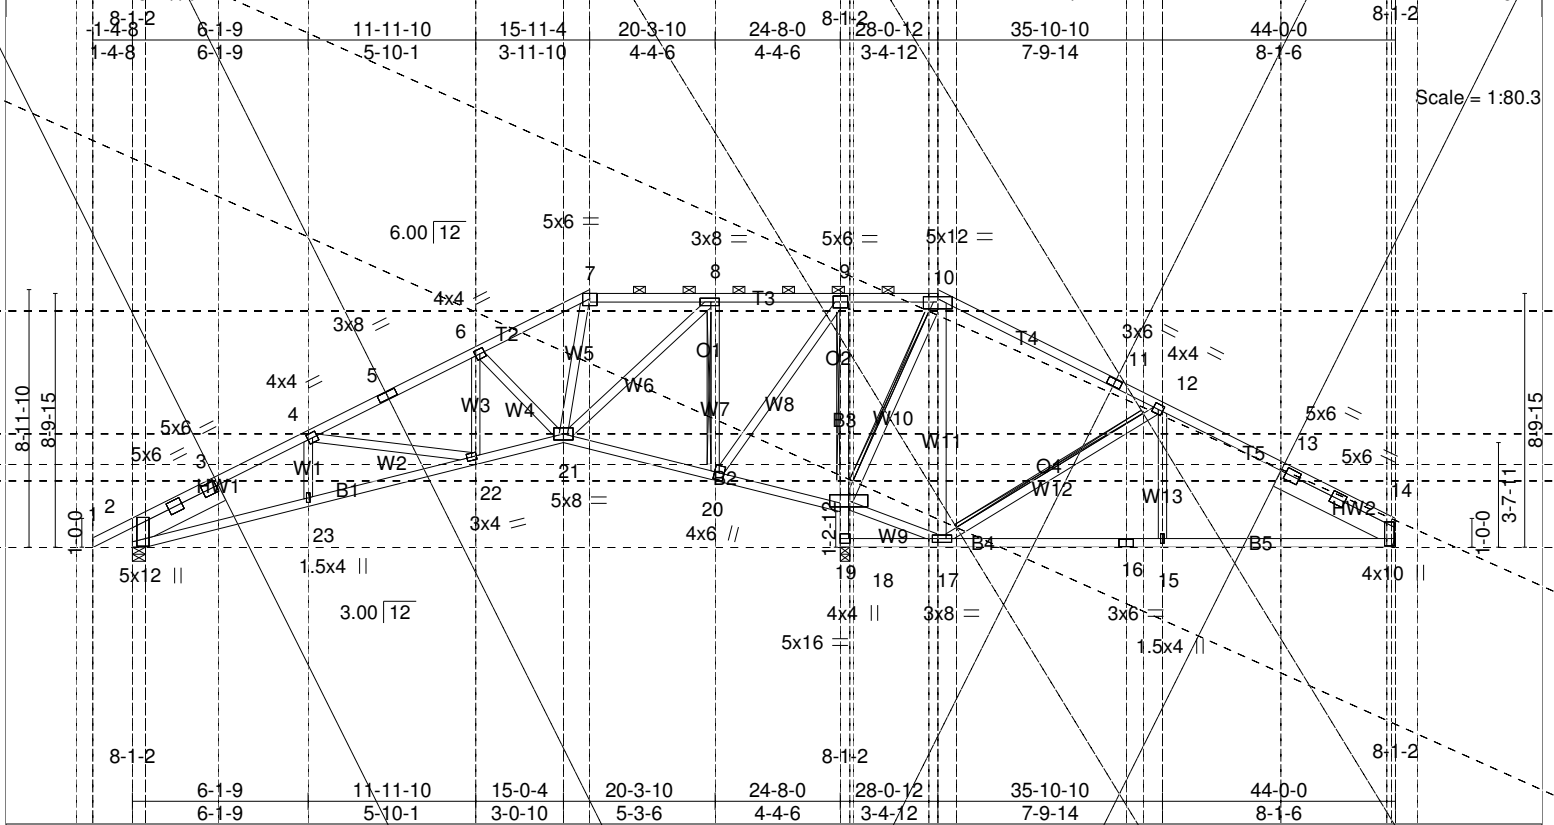 8-1-2 8-1-2 8-1-2
-1-4-8 6-1-9 11-11-10 15-11-4 20-3-10 24-8-0 28-0-12 35-10-10 44-0-0
1-4-8 6-1-9 5-10-1 3-11-10 4-4-6 4-4-6 3-4-12 7-9-14 8-1-6
Scale = 1:80.3
6.00 12
5x6 =
3x8 =
5x6 =
5x12 =
7 8 9 10
4x4
T3
3x8
6 T2
T4
3x6
4x4
11
12
W5
O1
O2
4x4
5
W6
W3
W4
W7
W8
B3
W10
W11
8-11-10
8-9-15
8-9-15
4
5x6
5x6
5x6
13
T5
5x6
3
W1
W2
O4
W12
W13
HW1
B1
22
21
B2
14
HW2
2
1
1-0-0
3x4
5x8 =
20
1-2-12
3-7-11
1-0-0
23
4x6 //
W9
B4
B5
5x12 ||
1.5x4 ||
19
18
17
16
15
4x10 ||
3.00 12
4x4 ||
3x8 =
3x6 =
5x16 =
1.5x4 ||
8-1-2 8-1-2 8-1-2
6-1-9 11-11-10 15-0-4 20-3-10 24-8-0 28-0-12 35-10-10 44-0-0
6-1-9 5-10-1 3-0-10 5-3-6 4-4-6 3-4-12 7-9-14 8-1-6